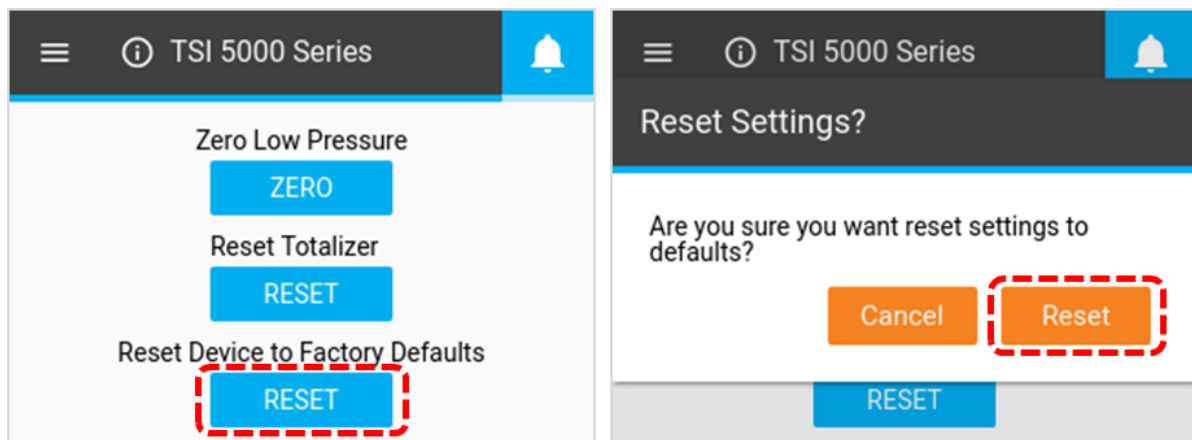 TSI 5000 Series
Zero Low Pressure
ZERO
Reset Totalizer
RESET
Reset Device to Factory Defaults
RESET
TSI 5000 Series
Reset Settings?
Are you sure you want reset settings to
defaults?
Cancel Reset
RESET